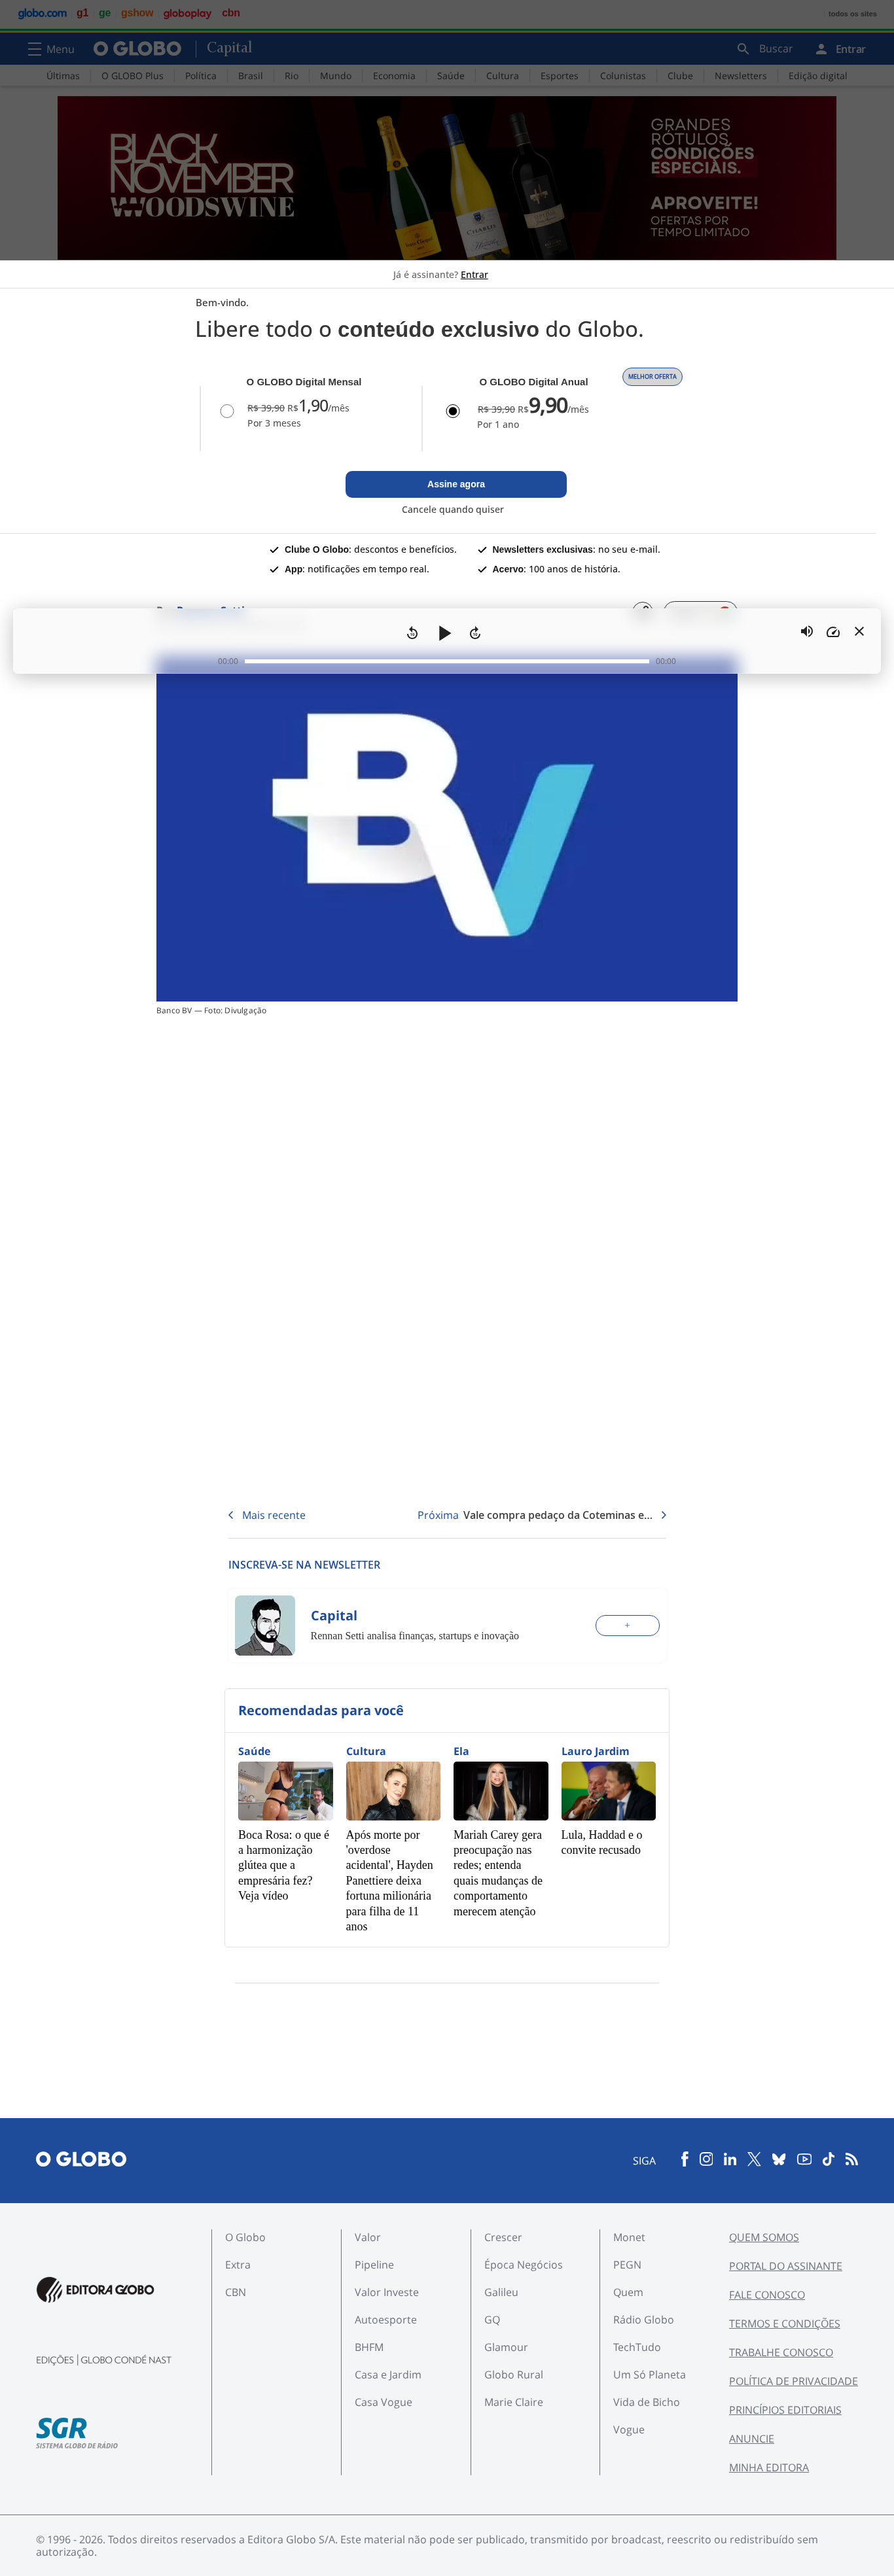 globo.com g1 ge gshow globoplay cbn todos os sites
Menu O GLOBO Capital Buscar Entrar
Últimas O GLOBO Plus Política Brasil Rio Mundo Economia Saúde Cultura Esportes Colunistas Clube Newsletters Edição digital
BLACK
NOVEMBER
WOODSWINE
GRANDES
RÓTULOS,
CONDIÇÕES
ESPECIAIS.
APROVEITE!
OFERTAS POR
TEMPO LIMITADO
Já é assinante? Entrar
Bem-vindo.
Libere todo o conteúdo exclusivo do Globo.
MELHOR OFERTA
O GLOBO Digital Mensal
R$ 39,90 R$1,90/mês
Por 3 meses
O GLOBO Digital Anual
R$ 39,90 R$9,90/mês
Por 1 ano
Assine agora
Cancele quando quiser
Clube O Globo: descontos e benefícios.
Newsletters exclusivas: no seu e-mail.
App: notificações em tempo real.
Acervo: 100 anos de história.
00:00 00:00
BV
Banco BV — Foto: Divulgação
Mais recente
Próxima Vale compra pedaço da Coteminas e...
INSCREVA-SE NA NEWSLETTER
Capital
Rennan Setti analisa finanças, startups e inovação
+
Recomendadas para você
Saúde
Boca Rosa: o que é
a harmonização
glútea que a
empresária fez?
Veja vídeo
Cultura
Após morte por
'overdose
acidental', Hayden
Panettiere deixa
fortuna milionária
para filha de 11
anos
Ela
Mariah Carey gera
preocupação nas
redes; entenda
quais mudanças de
comportamento
merecem atenção
Lauro Jardim
Lula, Haddad e o
convite recusado
O GLOBO
SIGA
EDITORA GLOBO
EDIÇÕES | GLOBO CONDÉ NAST
SGR
SISTEMA GLOBO DE RÁDIO
O Globo
Extra
CBN
Valor
Pipeline
Valor Investe
Autoesporte
BHFM
Casa e Jardim
Casa Vogue
Crescer
Época Negócios
Galileu
GQ
Glamour
Globo Rural
Marie Claire
Monet
PEGN
Quem
Rádio Globo
TechTudo
Um Só Planeta
Vida de Bicho
Vogue
QUEM SOMOS
PORTAL DO ASSINANTE
FALE CONOSCO
TERMOS E CONDIÇÕES
TRABALHE CONOSCO
POLÍTICA DE PRIVACIDADE
PRINCÍPIOS EDITORIAIS
ANUNCIE
MINHA EDITORA
© 1996 - 2026. Todos direitos reservados a Editora Globo S/A. Este material não pode ser publicado, transmitido por broadcast, reescrito ou redistribuído sem
autorização.